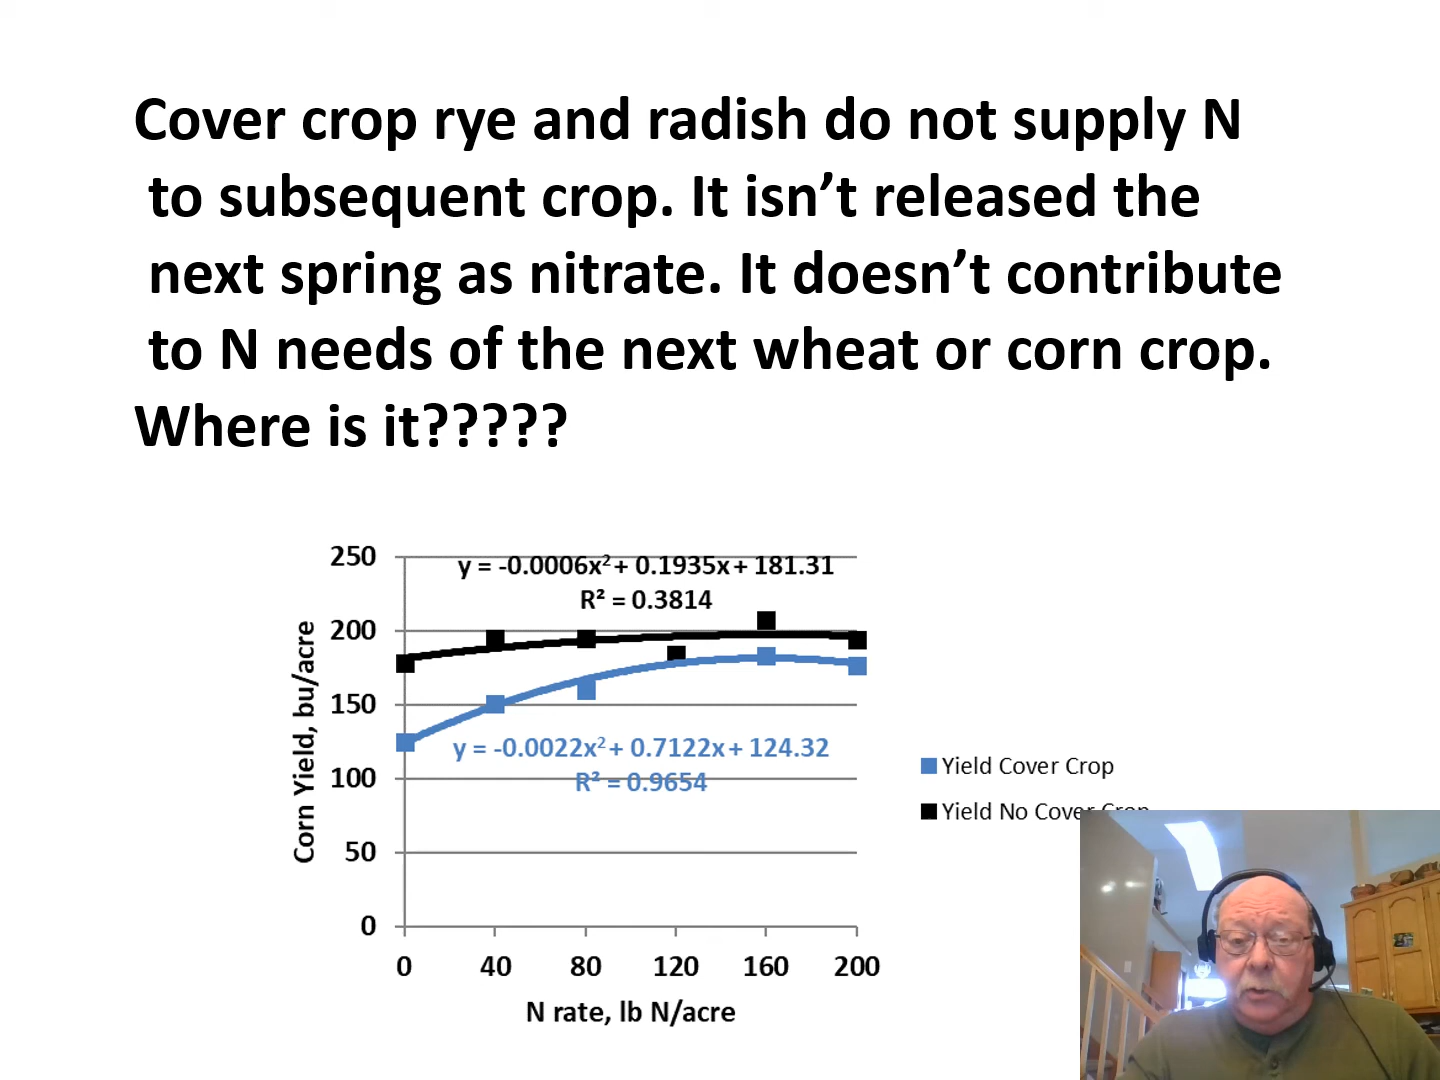 Cover crop rye and radish do not supply N
to subsequent crop. It isn’t released the
next spring as nitrate. It doesn’t contribute
to N needs of the next wheat or corn crop.
Where is it?????
250
200
150
100
50
0
Corn Yield, bu/acre
y = -0.0006x² + 0.1935x + 181.31
R² = 0.3814
y = -0.0022x² + 0.7122x + 124.32
R² = 0.9654
0 40 80 120 160 200
N rate, lb N/acre
Yield Cover Crop
Yield No Cover Crop